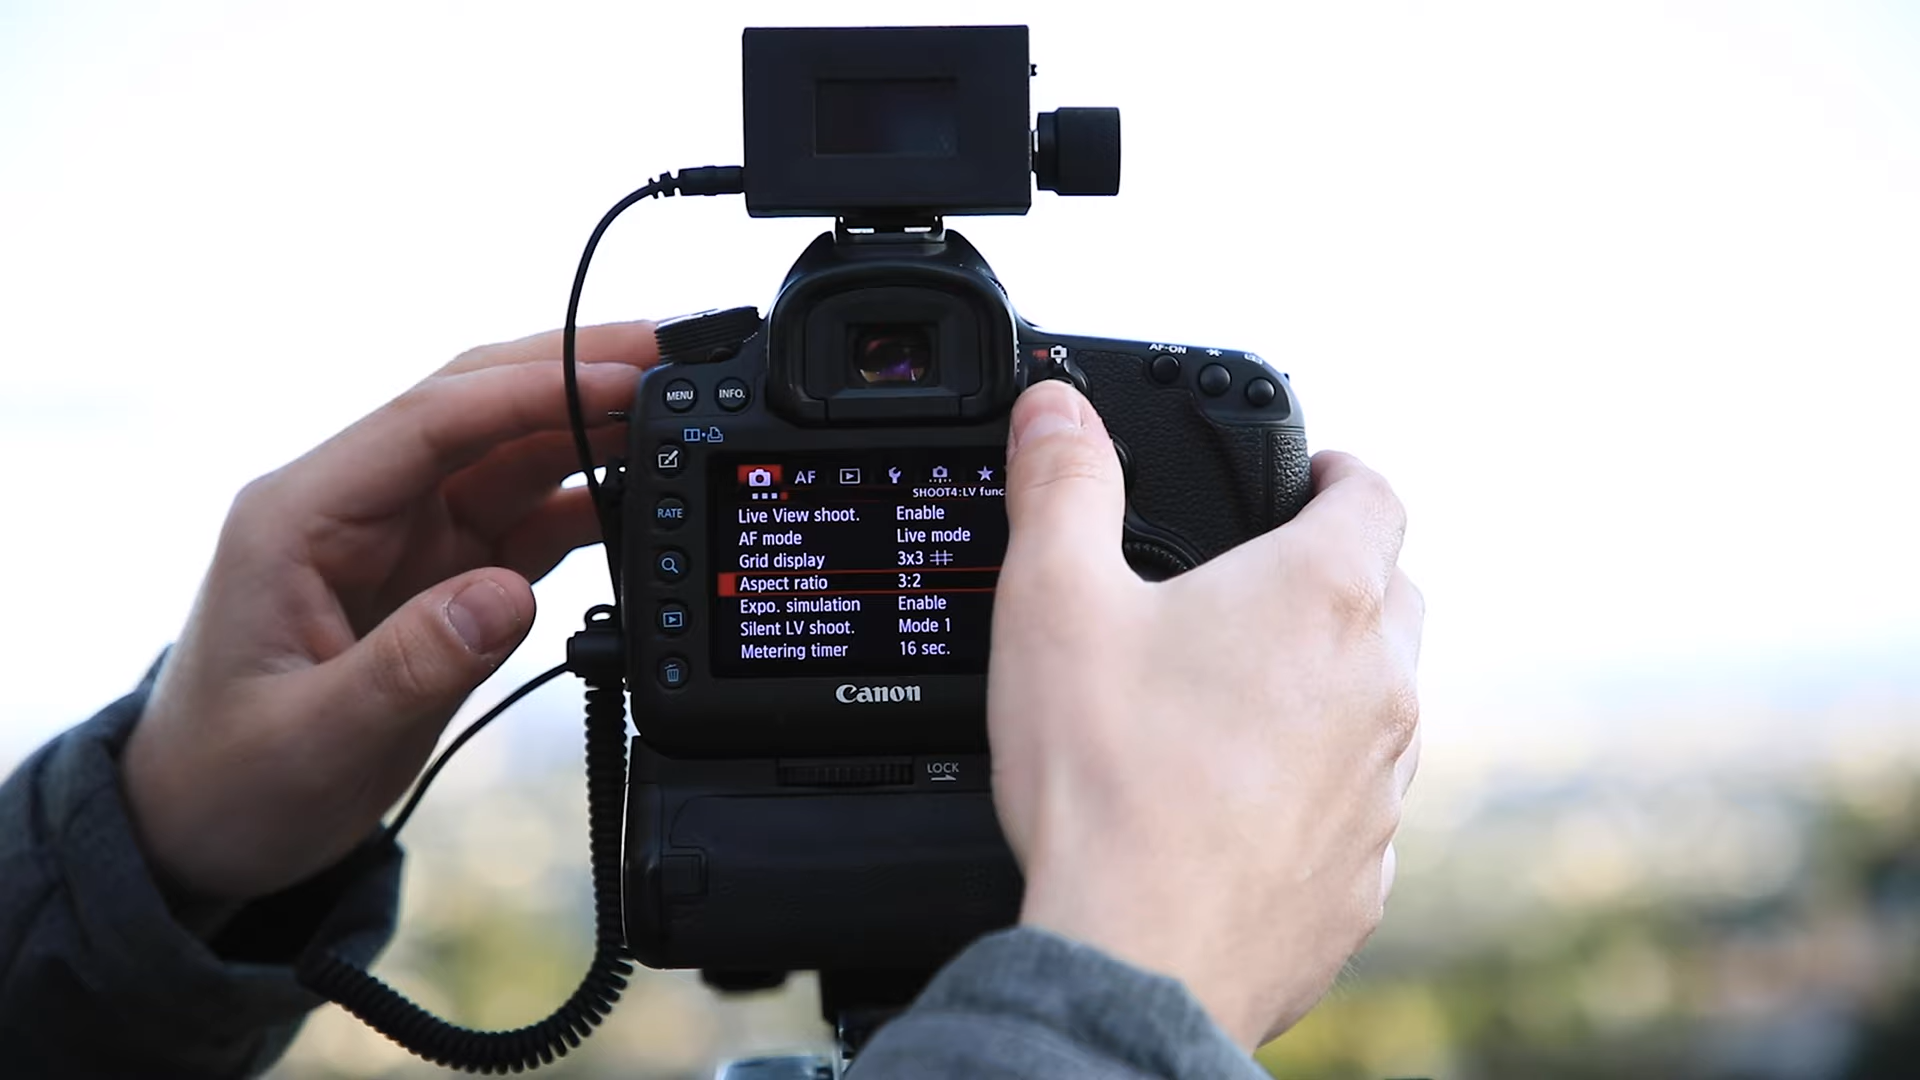 MENU INFO.
AF-ON
RATE
AF
SHOOT4:LV func.
Live View shoot. Enable
AF mode Live mode
Grid display 3x3
Aspect ratio 3:2
Expo. simulation Enable
Silent LV shoot. Mode 1
Metering timer 16 sec.
Canon
LOCK